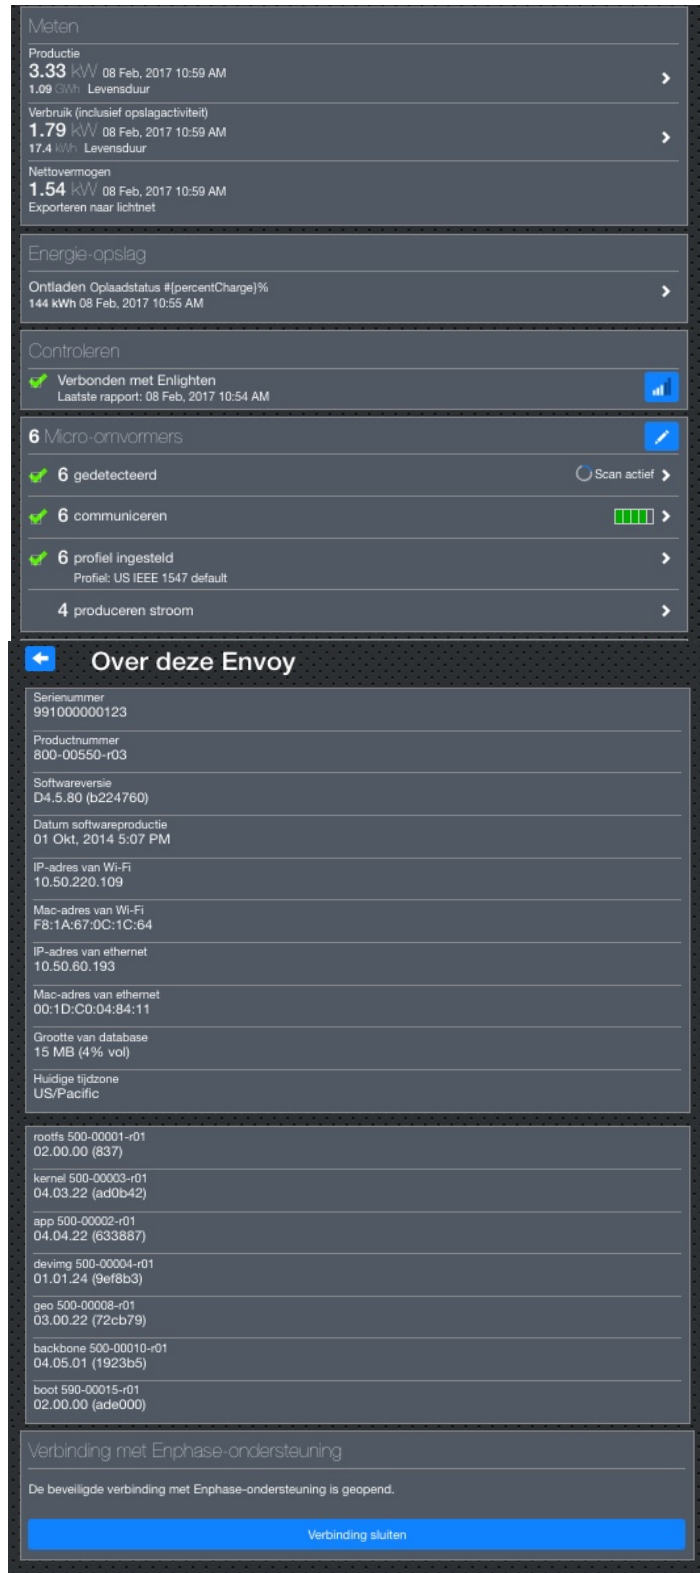 Meten
Productie
3.33 kW 08 Feb, 2017 10:59 AM
1.09 GWh Levensduur
Verbruik (inclusief opslagactiviteit)
1.79 kW 08 Feb, 2017 10:59 AM
17.4 kWh Levensduur
Nettovermogen
1.54 kW 08 Feb, 2017 10:59 AM
Exporteren naar lichtnet
Energie-opslag
Ontladen Oplaadstatus #{percentCharge}%
144 kWh 08 Feb, 2017 10:55 AM
Controleren
Verbonden met Enlighten
Laatste rapport: 08 Feb, 2017 10:54 AM
6 Micro-omvormers
6 gedetecteerd Scan actief
6 communiceren
6 profiel ingesteld
Profiel: US IEEE 1547 default
4 produceren stroom
Over deze Envoy
Serienummer
991000000123
Productnummer
800-00550-r03
Softwareversie
D4.5.80 (b224760)
Datum softwareproductie
01 Okt, 2014 5:07 PM
IP-adres van Wi-Fi
10.50.220.109
Mac-adres van Wi-Fi
F8:1A:67:0C:1C:64
IP-adres van ethernet
10.50.60.193
Mac-adres van ethernet
00:1D:C0:04:84:11
Grootte van database
15 MB (4% vol)
Huidige tijdzone
US/Pacific
rootfs 500-00001-r01
02.00.00 (837)
kernel 500-00003-r01
04.03.22 (ad0b42)
app 500-00002-r01
04.04.22 (633887)
devimg 500-00004-r01
01.01.24 (9ef8b3)
geo 500-00008-r01
03.00.22 (72cb79)
backbone 500-00010-r01
04.05.01 (1923b5)
boot 590-00015-r01
02.00.00 (ade000)
Verbinding met Enphase-ondersteuning
De beveiligde verbinding met Enphase-ondersteuning is geopend.
Verbinding sluiten